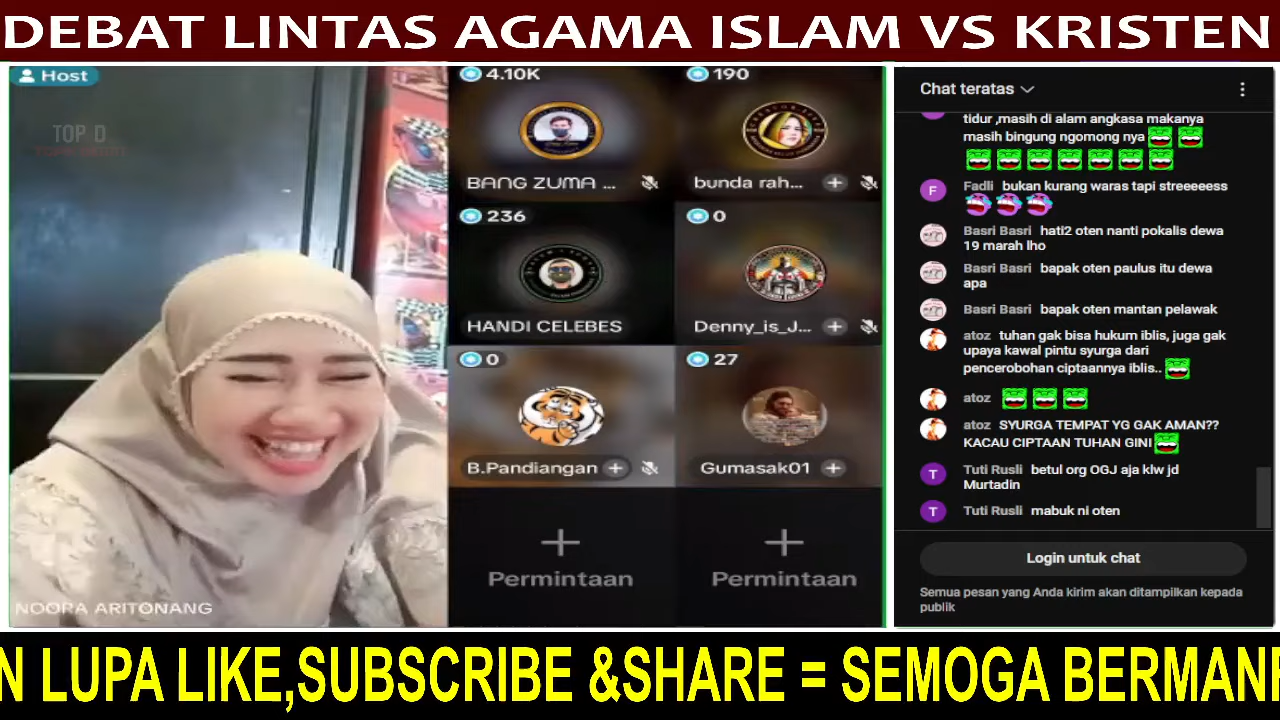 DEBAT LINTAS AGAMA ISLAM VS KRISTEN
Host
TOP D
NOORA ARITONANG
4.10K
BANG ZUMA ...
190
bunda rah...
236
HANDI CELEBES
0
Denny_is_J...
0
B.Pandiangan
27
Gumasak01
Permintaan
Permintaan
Chat teratas
tidur ,masih di alam angkasa makanya
masih bingung ngomong nya
F
Fadli bukan kurang waras tapi streeeeess
Basri Basri hati2 oten nanti pokalis dewa
19 marah lho
Basri Basri bapak oten paulus itu dewa
apa
Basri Basri bapak oten mantan pelawak
atoz tuhan gak bisa hukum iblis, juga gak
upaya kawal pintu syurga dari
pencerobohan ciptaannya iblis..
atoz
atoz SYURGA TEMPAT YG GAK AMAN??
KACAU CIPTAAN TUHAN GINI
T
Tuti Rusli betul org OGJ aja klw jd
Murtadin
T
Tuti Rusli mabuk ni oten
Login untuk chat
Semua pesan yang Anda kirim akan ditampilkan kepada
publik
N LUPA LIKE,SUBSCRIBE &SHARE = SEMOGA BERMANF